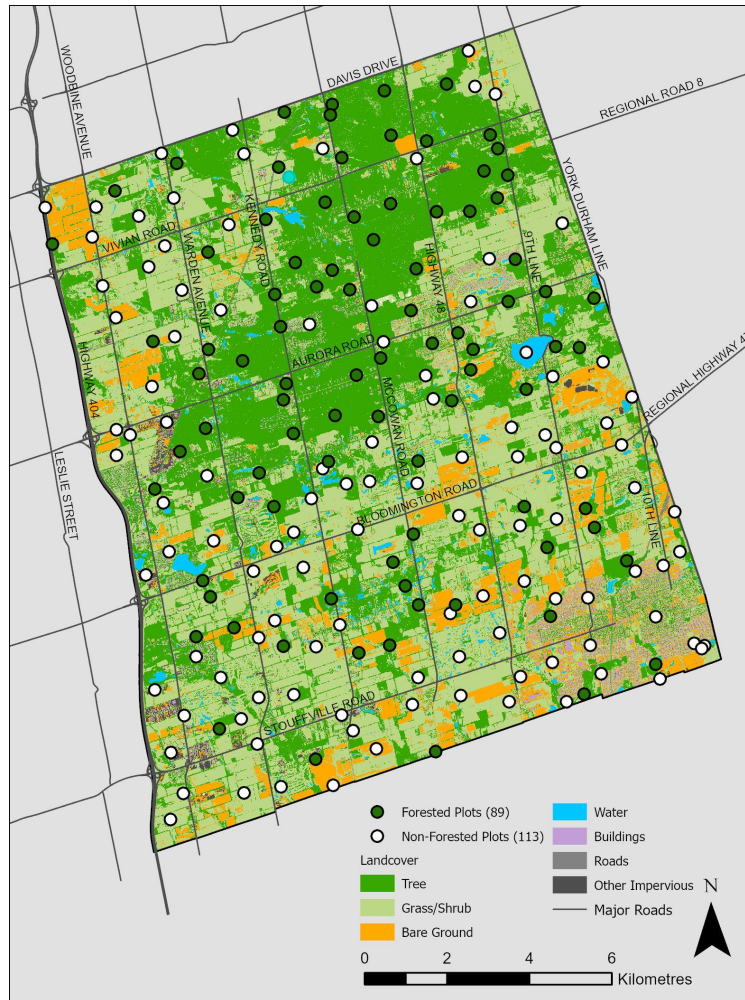 DAVIS DRIVE
WOODBINE AVENUE
REGIONAL ROAD 8
YORK DURHAM LINE
KENNEDY ROAD
VIVIAN ROAD
WARDEN AVENUE
HIGHWAY 48
9TH LINE
HIGHWAY 404
AURORA ROAD
MCCOWAN ROAD
REGIONAL HIGHWAY 47
LESLIE STREET
BLOOMINGTON ROAD
10TH LINE
STOUFFVILLE ROAD
Forested Plots (89)
Non-Forested Plots (113)
Landcover
Tree
Grass/Shrub
Bare Ground
Water
Buildings
Roads
Other Impervious
Major Roads
N
0 2 4 6
Kilometres